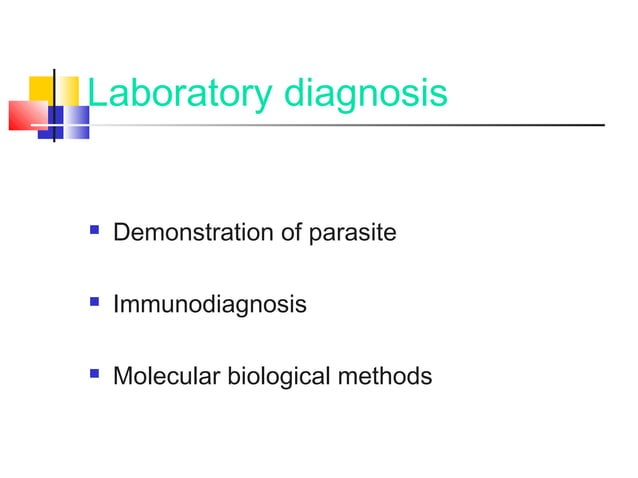 Laboratory diagnosis
Demonstration of parasite
Immunodiagnosis
Molecular biological methods